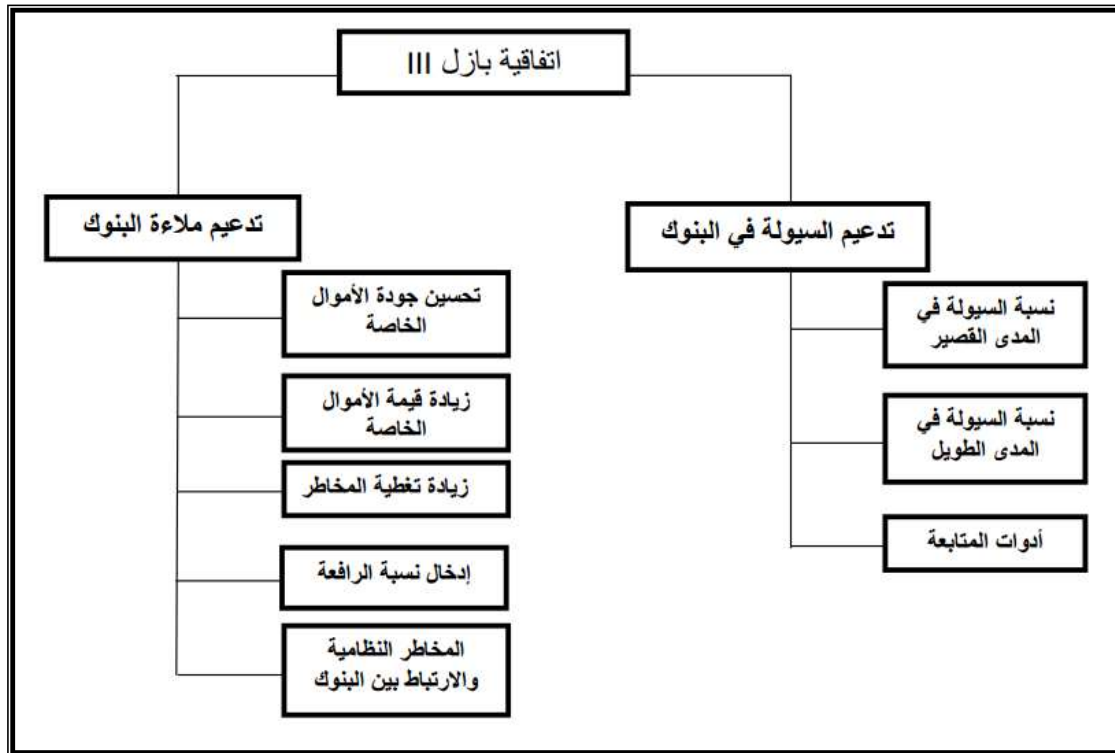 اتفاقية بازل III
تدعيم السيولة في البنوك
نسبة السيولة في
المدى القصير
نسبة السيولة في
المدى الطويل
أدوات المتابعة
تدعيم ملاءة البنوك
تحسين جودة الأموال
الخاصة
زيادة قيمة الأموال
الخاصة
زيادة تغطية المخاطر
إدخال نسبة الرافعة
المخاطر النظامية
والارتباط بين البنوك